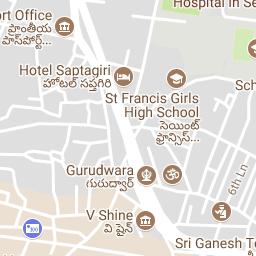 Hospital in Se
ort Office
ప్రాంతీయ
పాస్‌పోర్ట్...
Hotel Saptagiri
హోటల్ సప్తగిరి
St Francis Girls
High School
సెయింట్
ఫ్రాన్సిస్...
Gurudwara
గురుద్వార్
6th Ln
V Shine
వి షైన్
Sri Ganesh Te